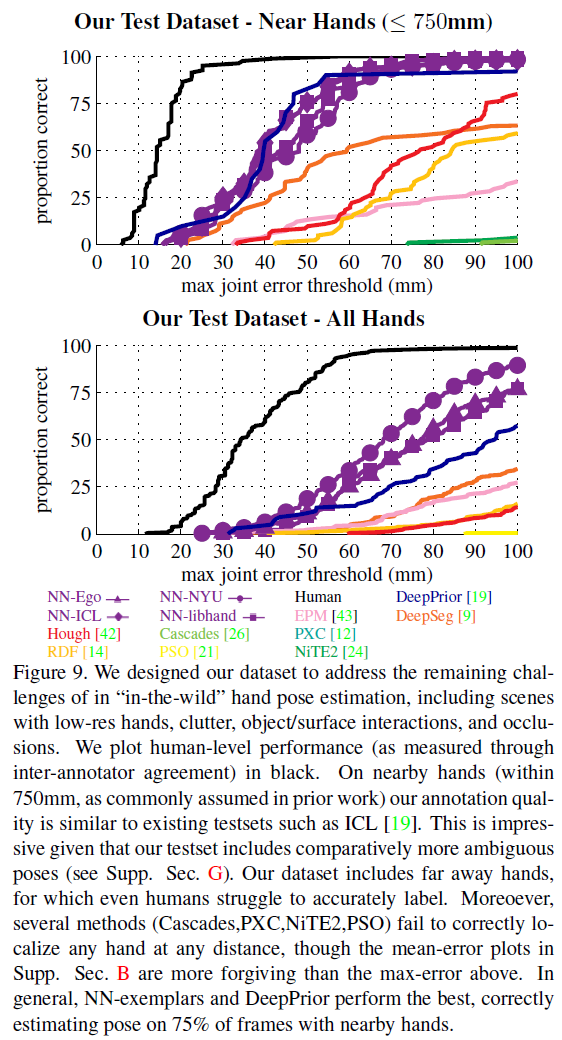 Our Test Dataset - Near Hands (≤ 750mm)
100
75
50
25
0
proportion correct
0 10 20 30 40 50 60 70 80 90 100
max joint error threshold (mm)
Our Test Dataset - All Hands
100
75
50
25
0
proportion correct
0 10 20 30 40 50 60 70 80 90 100
max joint error threshold (mm)
NN-Ego NN-NYU Human DeepPrior [19]
NN-ICL NN-libhand EPM [43] DeepSeg [9]
Hough [42] Cascades [26] PXC [12]
RDF [14] PSO [21] NiTE2 [24]
Figure 9. We designed our dataset to address the remaining chal-
lenges of in “in-the-wild” hand pose estimation, including scenes
with low-res hands, clutter, object/surface interactions, and occlu-
sions. We plot human-level performance (as measured through
inter-annotator agreement) in black. On nearby hands (within
750mm, as commonly assumed in prior work) our annotation qual-
ity is similar to existing testsets such as ICL [19]. This is impres-
sive given that our testset includes comparatively more ambiguous
poses (see Supp. Sec. G). Our dataset includes far away hands,
for which even humans struggle to accurately label. Moreoever,
several methods (Cascades,PXC,NiTE2,PSO) fail to correctly lo-
calize any hand at any distance, though the mean-error plots in
Supp. Sec. B are more forgiving than the max-error above. In
general, NN-exemplars and DeepPrior perform the best, correctly
estimating pose on 75% of frames with nearby hands.